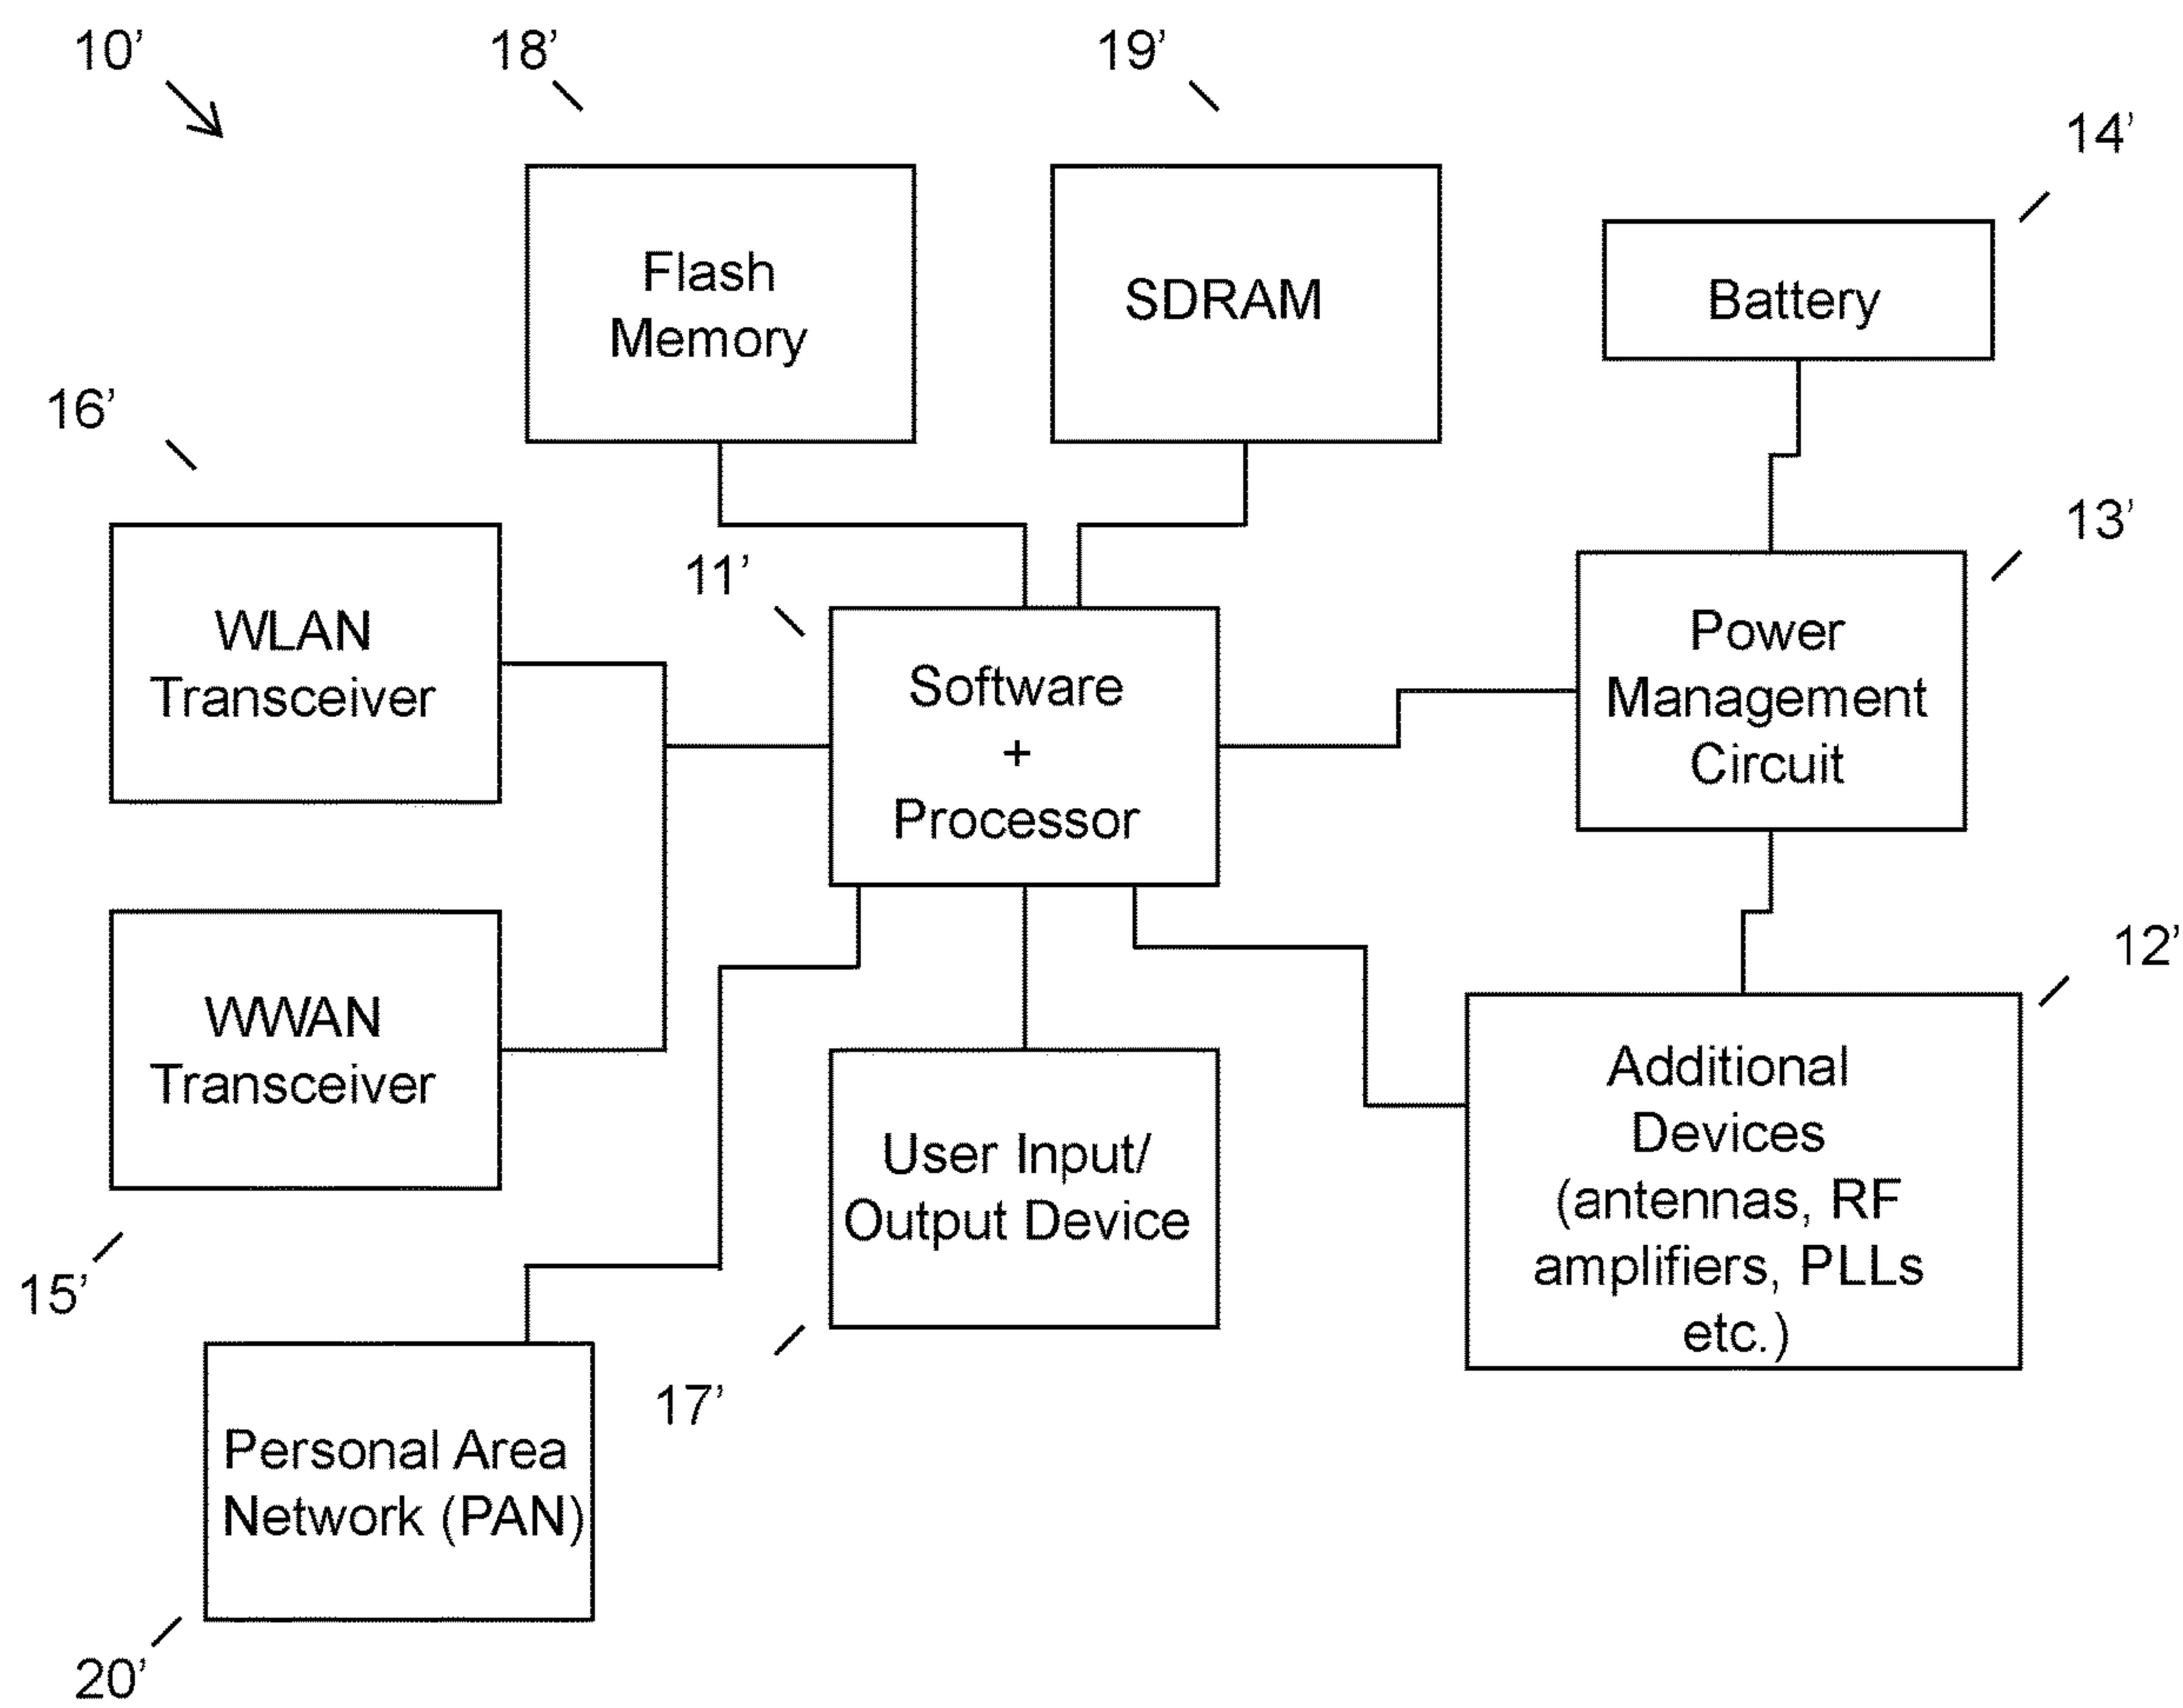 10’
18’
19’
14’
Flash
Memory
SDRAM
Battery
16’
13’
11’
WLAN
Transceiver
Software
+
Processor
Power
Management
Circuit
12’
WWAN
Transceiver
User Input/
Output Device
Additional
Devices
(antennas, RF
amplifiers, PLLs
etc.)
15’
17’
Personal Area
Network (PAN)
20’